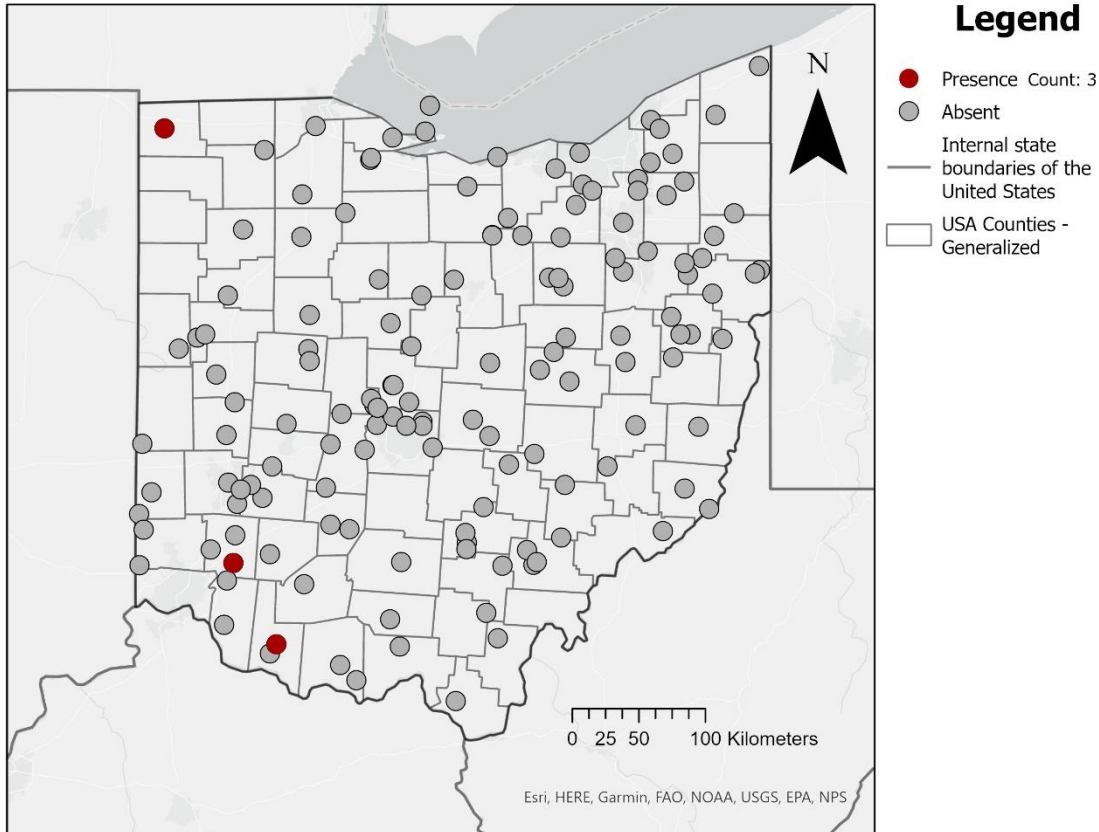 Legend
N
Presence Count: 3
Absent
Internal state
boundaries of the
United States
USA Counties -
Generalized
0 25 50 100 Kilometers
Esri, HERE, Garmin, FAO, NOAA, USGS, EPA, NPS